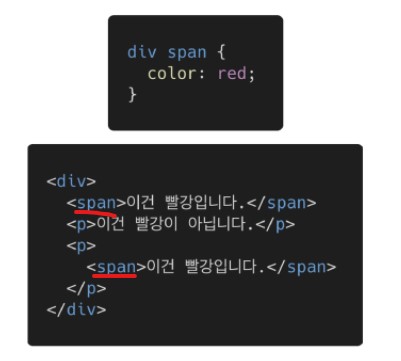 div span {
  color: red;
}
<div>
  <span>이건 빨강입니다.</span>
  <p>이건 빨강이 아닙니다.</p>
  <p>
    <span>이건 빨강입니다.</span>
  </p>
</div>